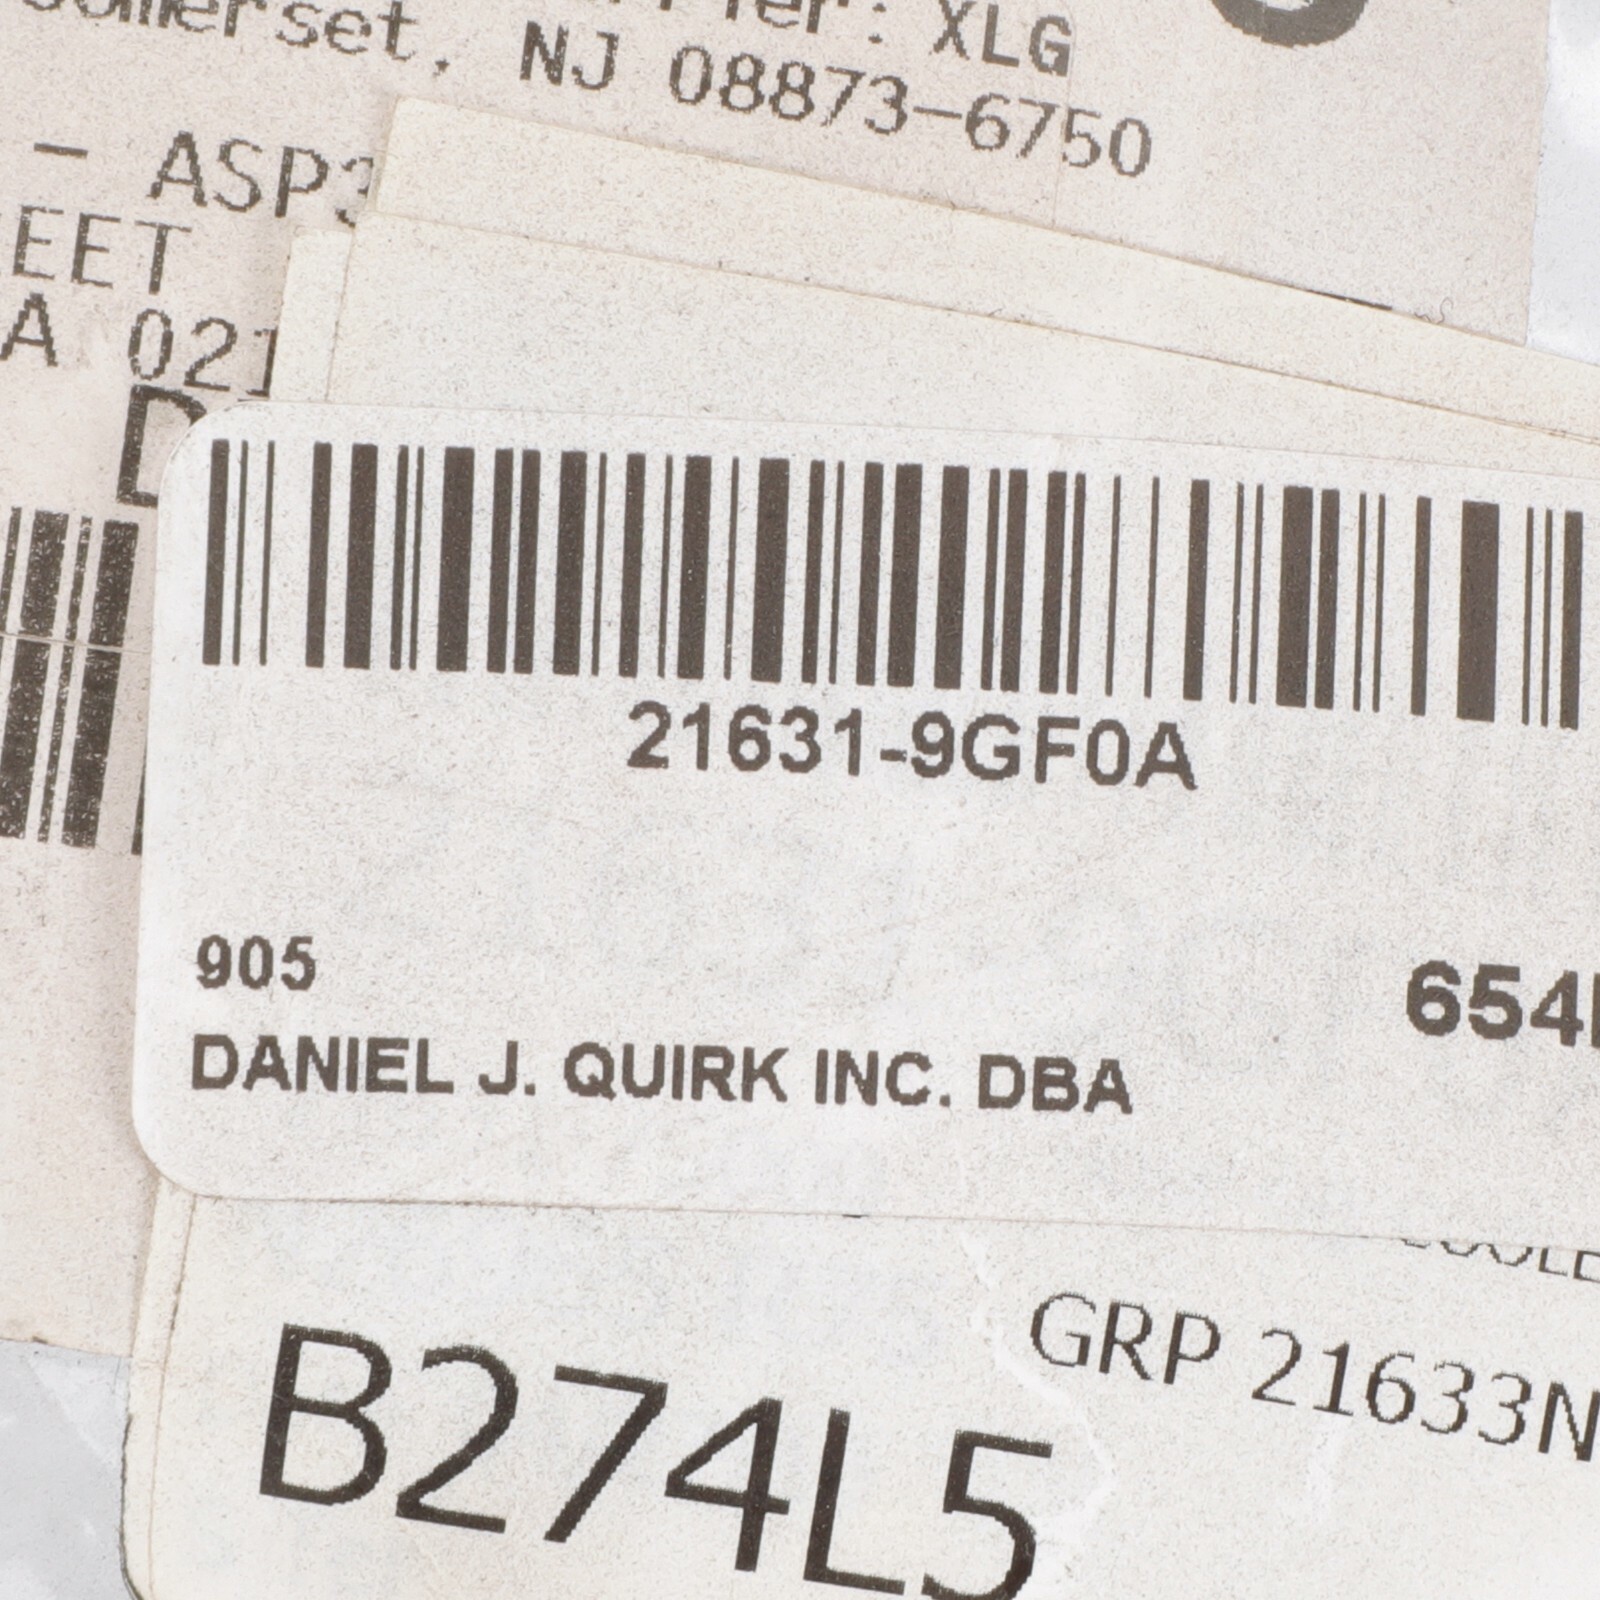 XLG
Somerset, NJ 08873-6750
- ASP3
EET
A 021
D
21631-9GF0A
905
654
DANIEL J. QUIRK INC. DBA
GRP 21633N
B274L5